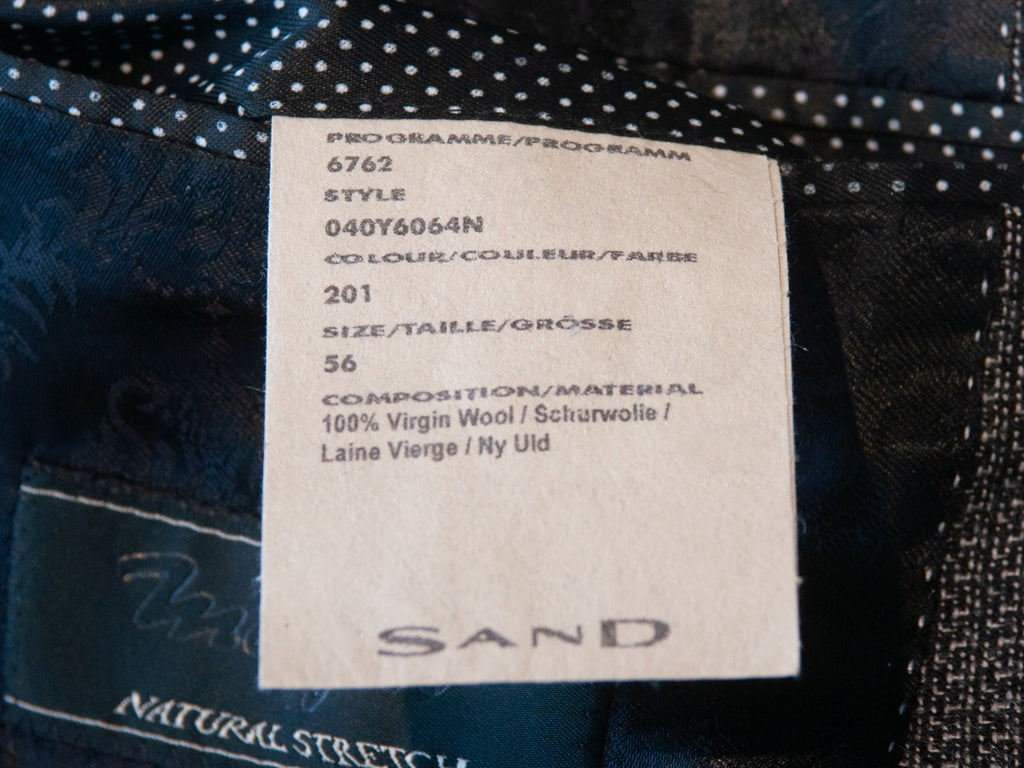 PROGRAMME/PROGRAMM
6762
STYLE
040Y6064N
COLOUR/COULEUR/FARBE
201
SIZE/TAILLE/GRÖSSE
56
COMPOSITION/MATERIAL
100% Virgin Wool / Schurwolle /
Laine Vierge / Ny Uld
SAND
NATURAL STRETCH